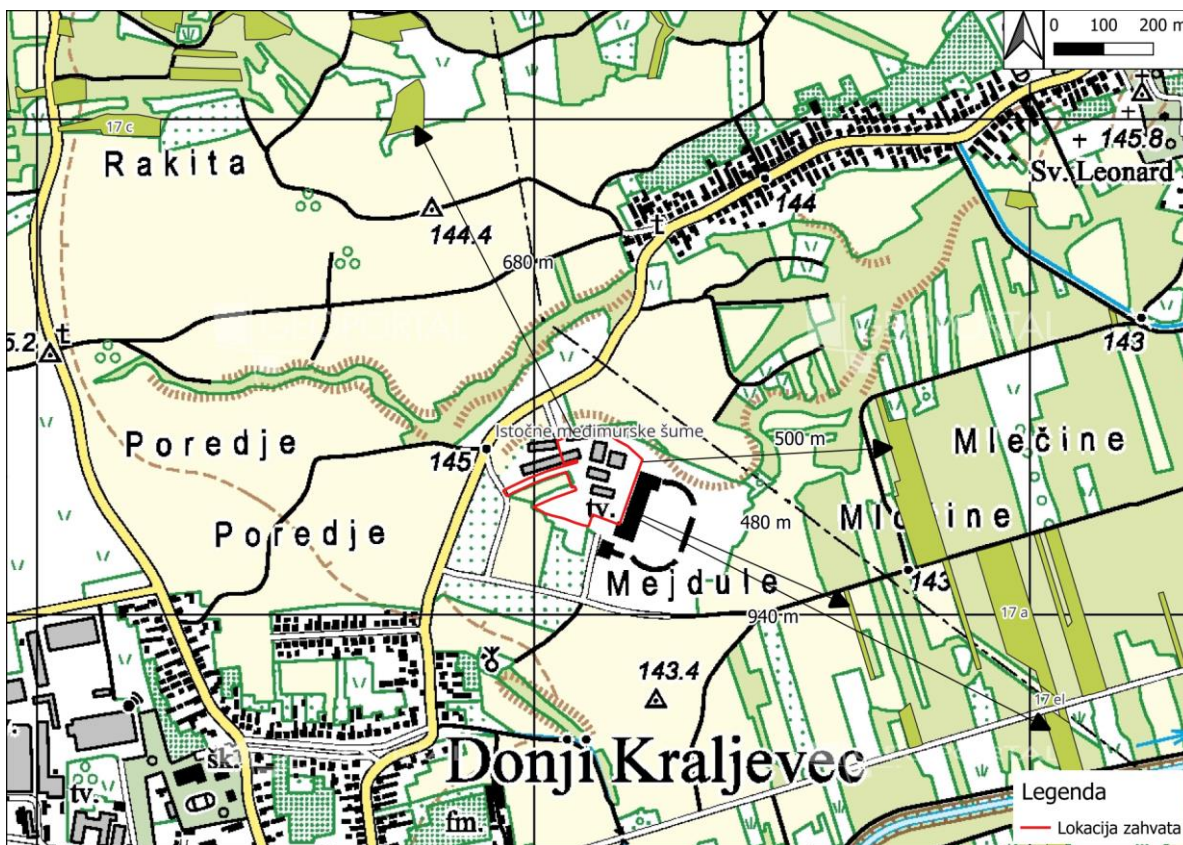 0 100 200 m
17 c
Rakita
145.8
Sv. Leonard
144
144.4
680 m
5.2
143
Poredje
145
Istočne međimurske šume
500 m
Mlečine
tv.
480 m
Poredje
Mejdule
143
940 m
17 a
143.4
17 el
Donji Kraljevec
šk.
tv.
fm.
Legenda
Lokacija zahvata